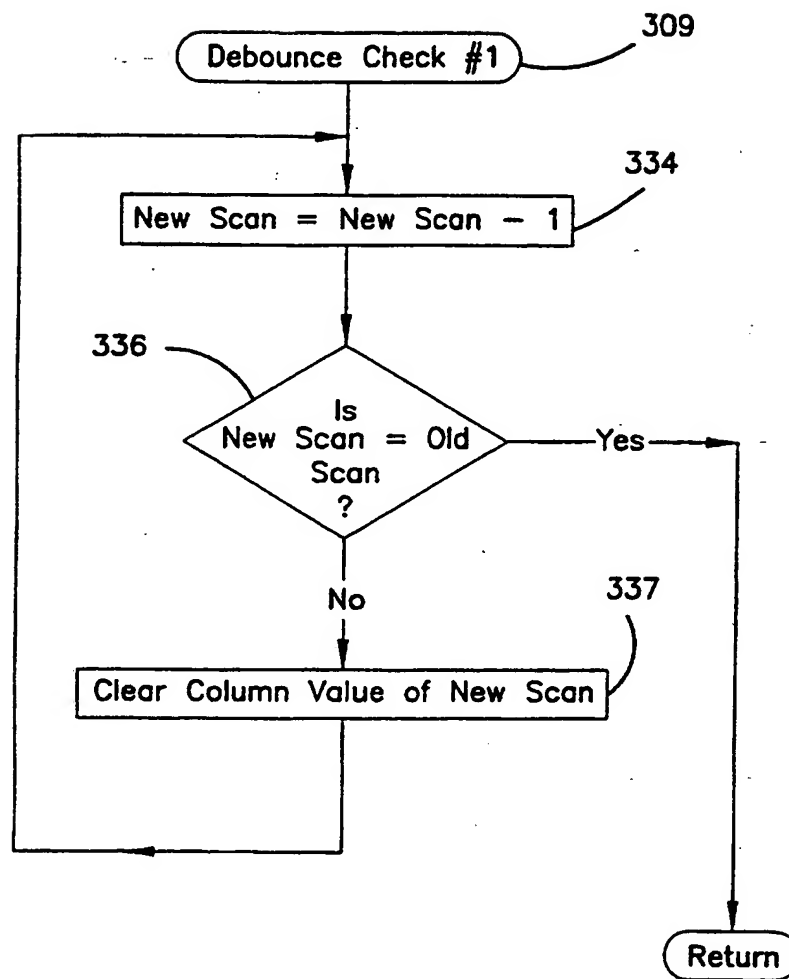 309
Debounce Check #1
334
New Scan = New Scan - 1
336
Is
New Scan = Old
Scan
?
Yes
No
337
Clear Column Value of New Scan
Return